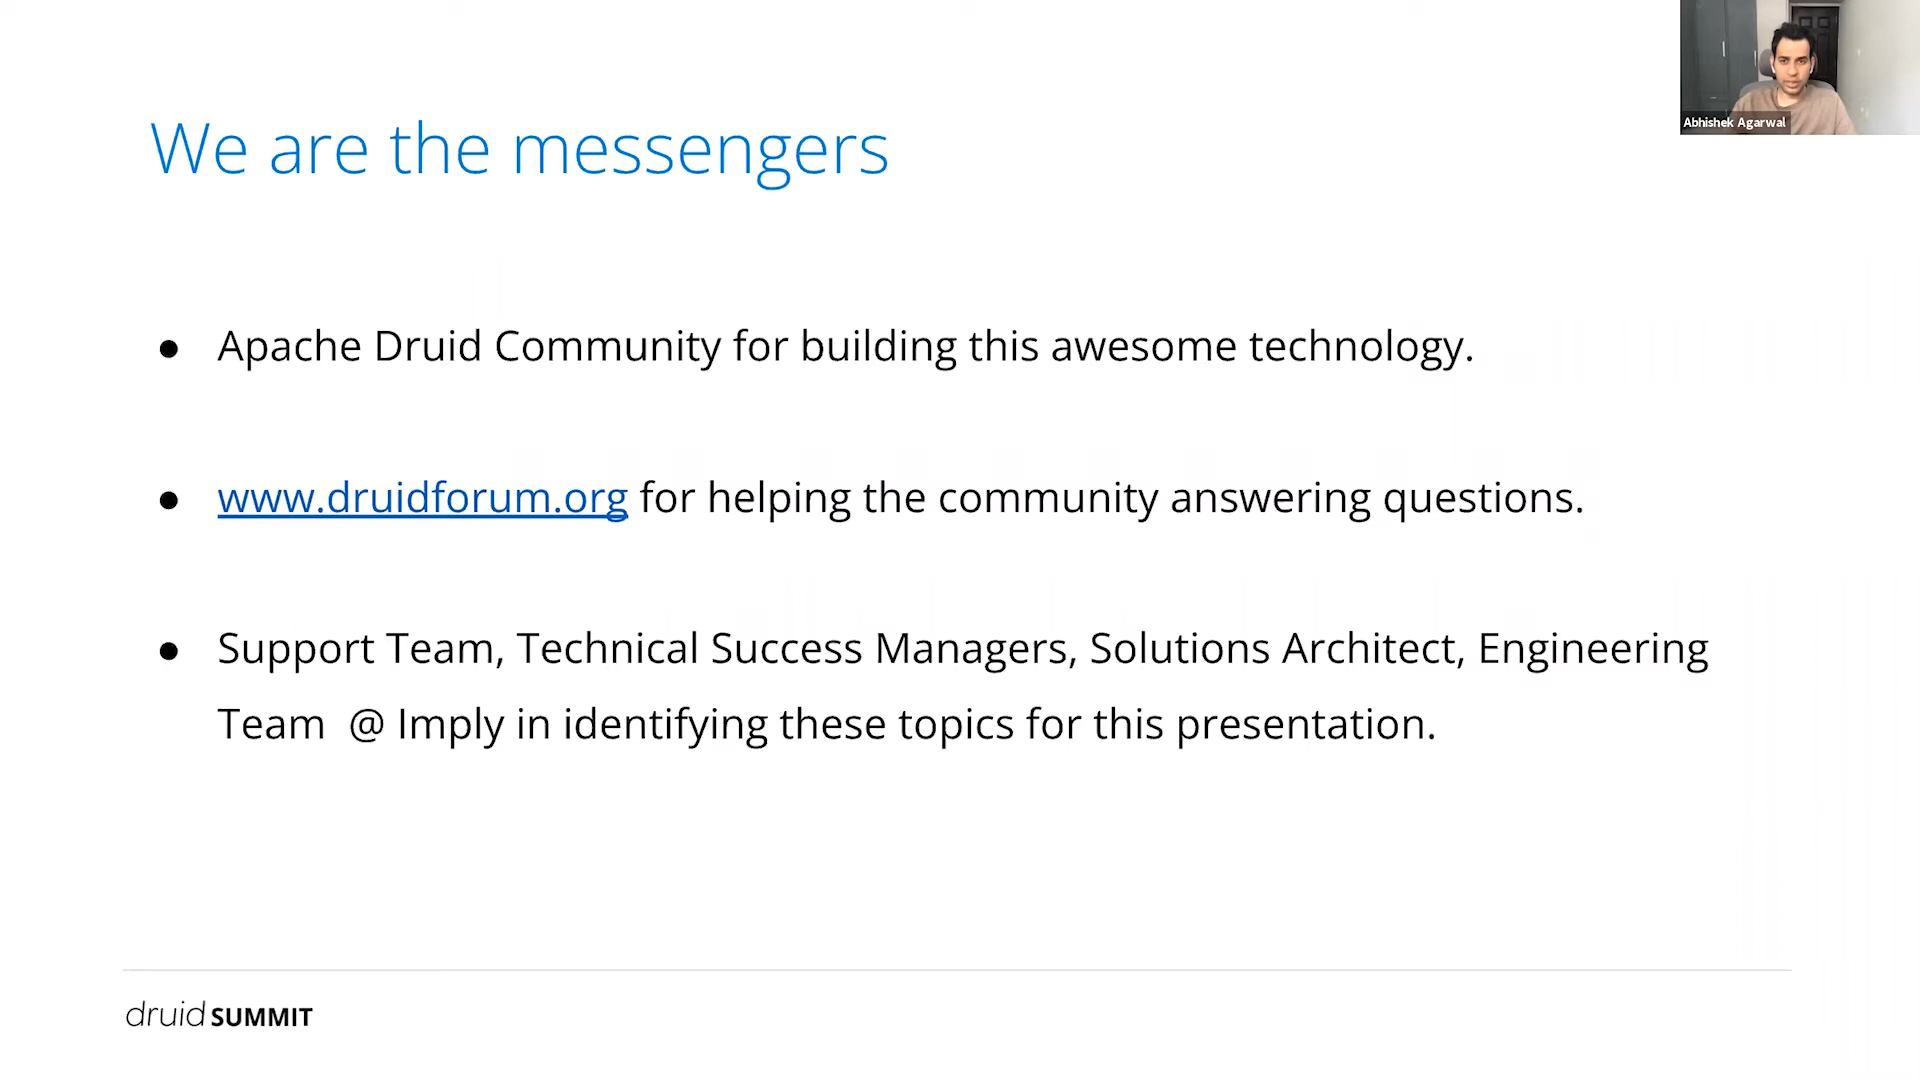 Abhishek Agarwal
We are the messengers
● Apache Druid Community for building this awesome technology.
● www.druidforum.org for helping the community answering questions.
● Support Team, Technical Success Managers, Solutions Architect, Engineering
Team @ Imply in identifying these topics for this presentation.
druid SUMMIT